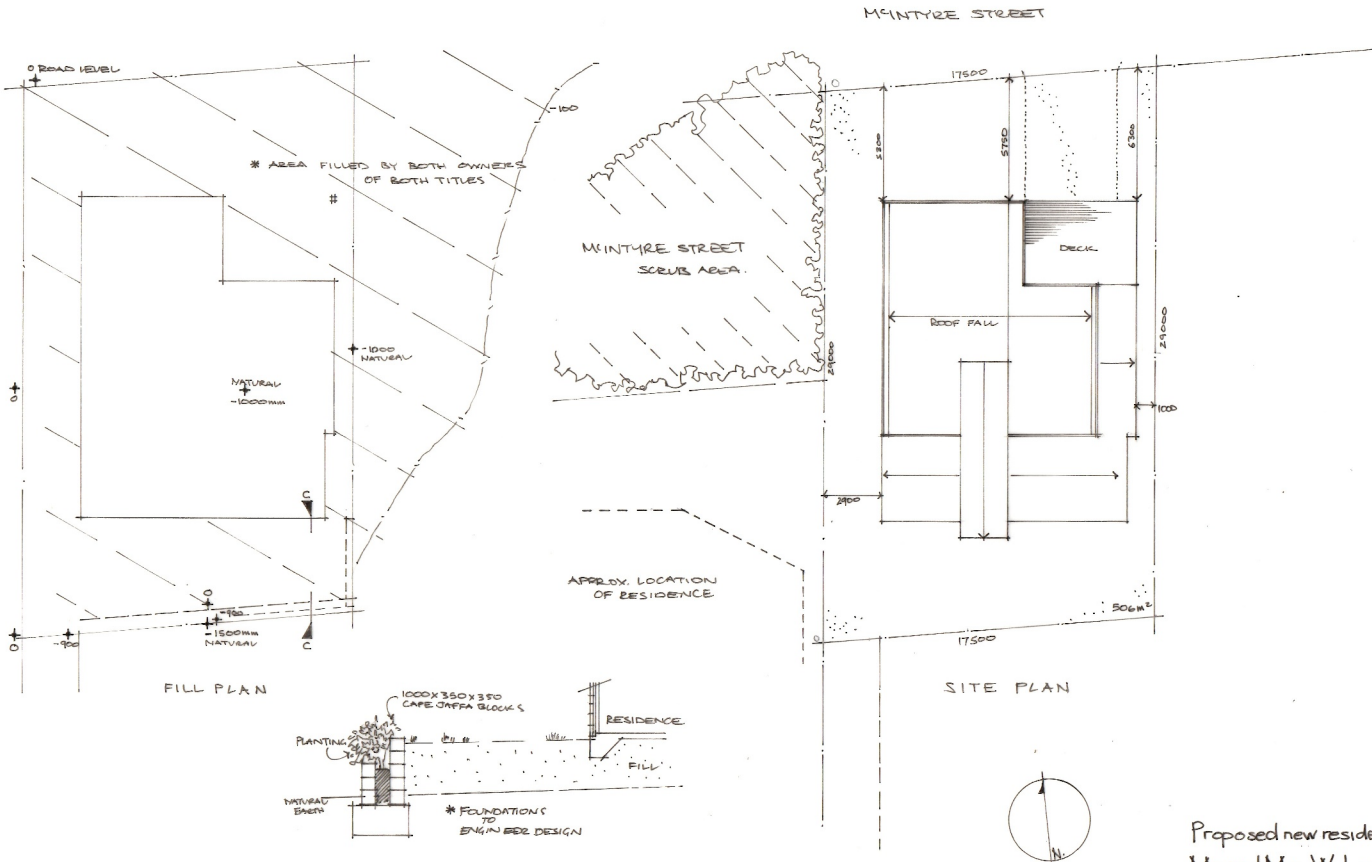 McINTYRE STREET
0 ROAD LEVEL
-100
* AREA FILLED BY BOTH OWNERS
OF BOTH TITLES
#
-1000
NATURAL
NATURAL
-1000mm
0
C
0
-900
-1500mm
NATURAL
0
-900
C
FILL PLAN
McINTYRE STREET
SCRUB AREA.
APPROX. LOCATION
OF RESIDENCE
0
17500
5300
5750
6300
DECK
ROOF FALL
29000
29000
1000
2900
506m²
0
17500
SITE PLAN
1000X350X350
CAPE JAFFA BLOCKS
PLANTING
RESIDENCE
FILL
NATURAL
EARTH
* FOUNDATIONS
TO
ENGINEER DESIGN
N.
Proposed new reside